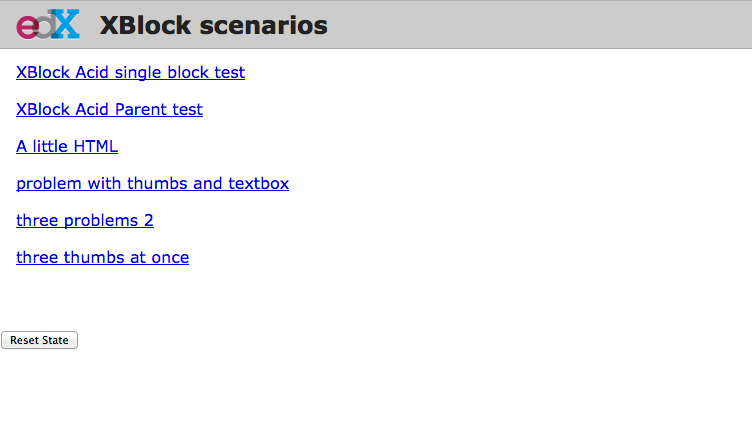 edX XBlock scenarios
XBlock Acid single block test
XBlock Acid Parent test
A little HTML
problem with thumbs and textbox
three problems 2
three thumbs at once
Reset State